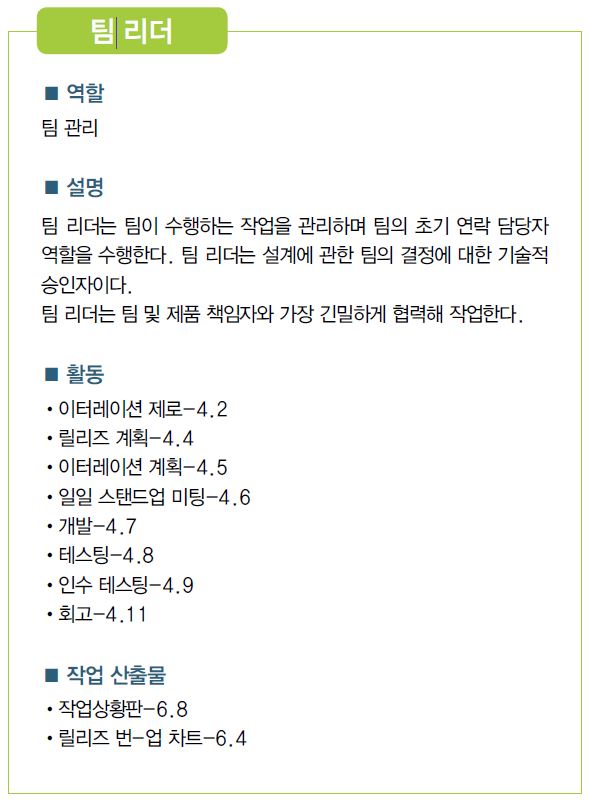 팀 리더
■ 역할
팀 관리
■ 설명
팀 리더는 팀이 수행하는 작업을 관리하며 팀의 초기 연락 담당자
역할을 수행한다. 팀 리더는 설계에 관한 팀의 결정에 대한 기술적
승인자이다.
팀 리더는 팀 및 제품 책임자와 가장 긴밀하게 협력해 작업한다.
■ 활동
• 이터레이션 제로-4.2
• 릴리즈 계획-4.4
• 이터레이션 계획-4.5
• 일일 스탠드업 미팅-4.6
• 개발-4.7
• 테스팅-4.8
• 인수 테스팅-4.9
• 회고-4.11
■ 작업 산출물
• 작업상황판-6.8
• 릴리즈 번-업 차트-6.4